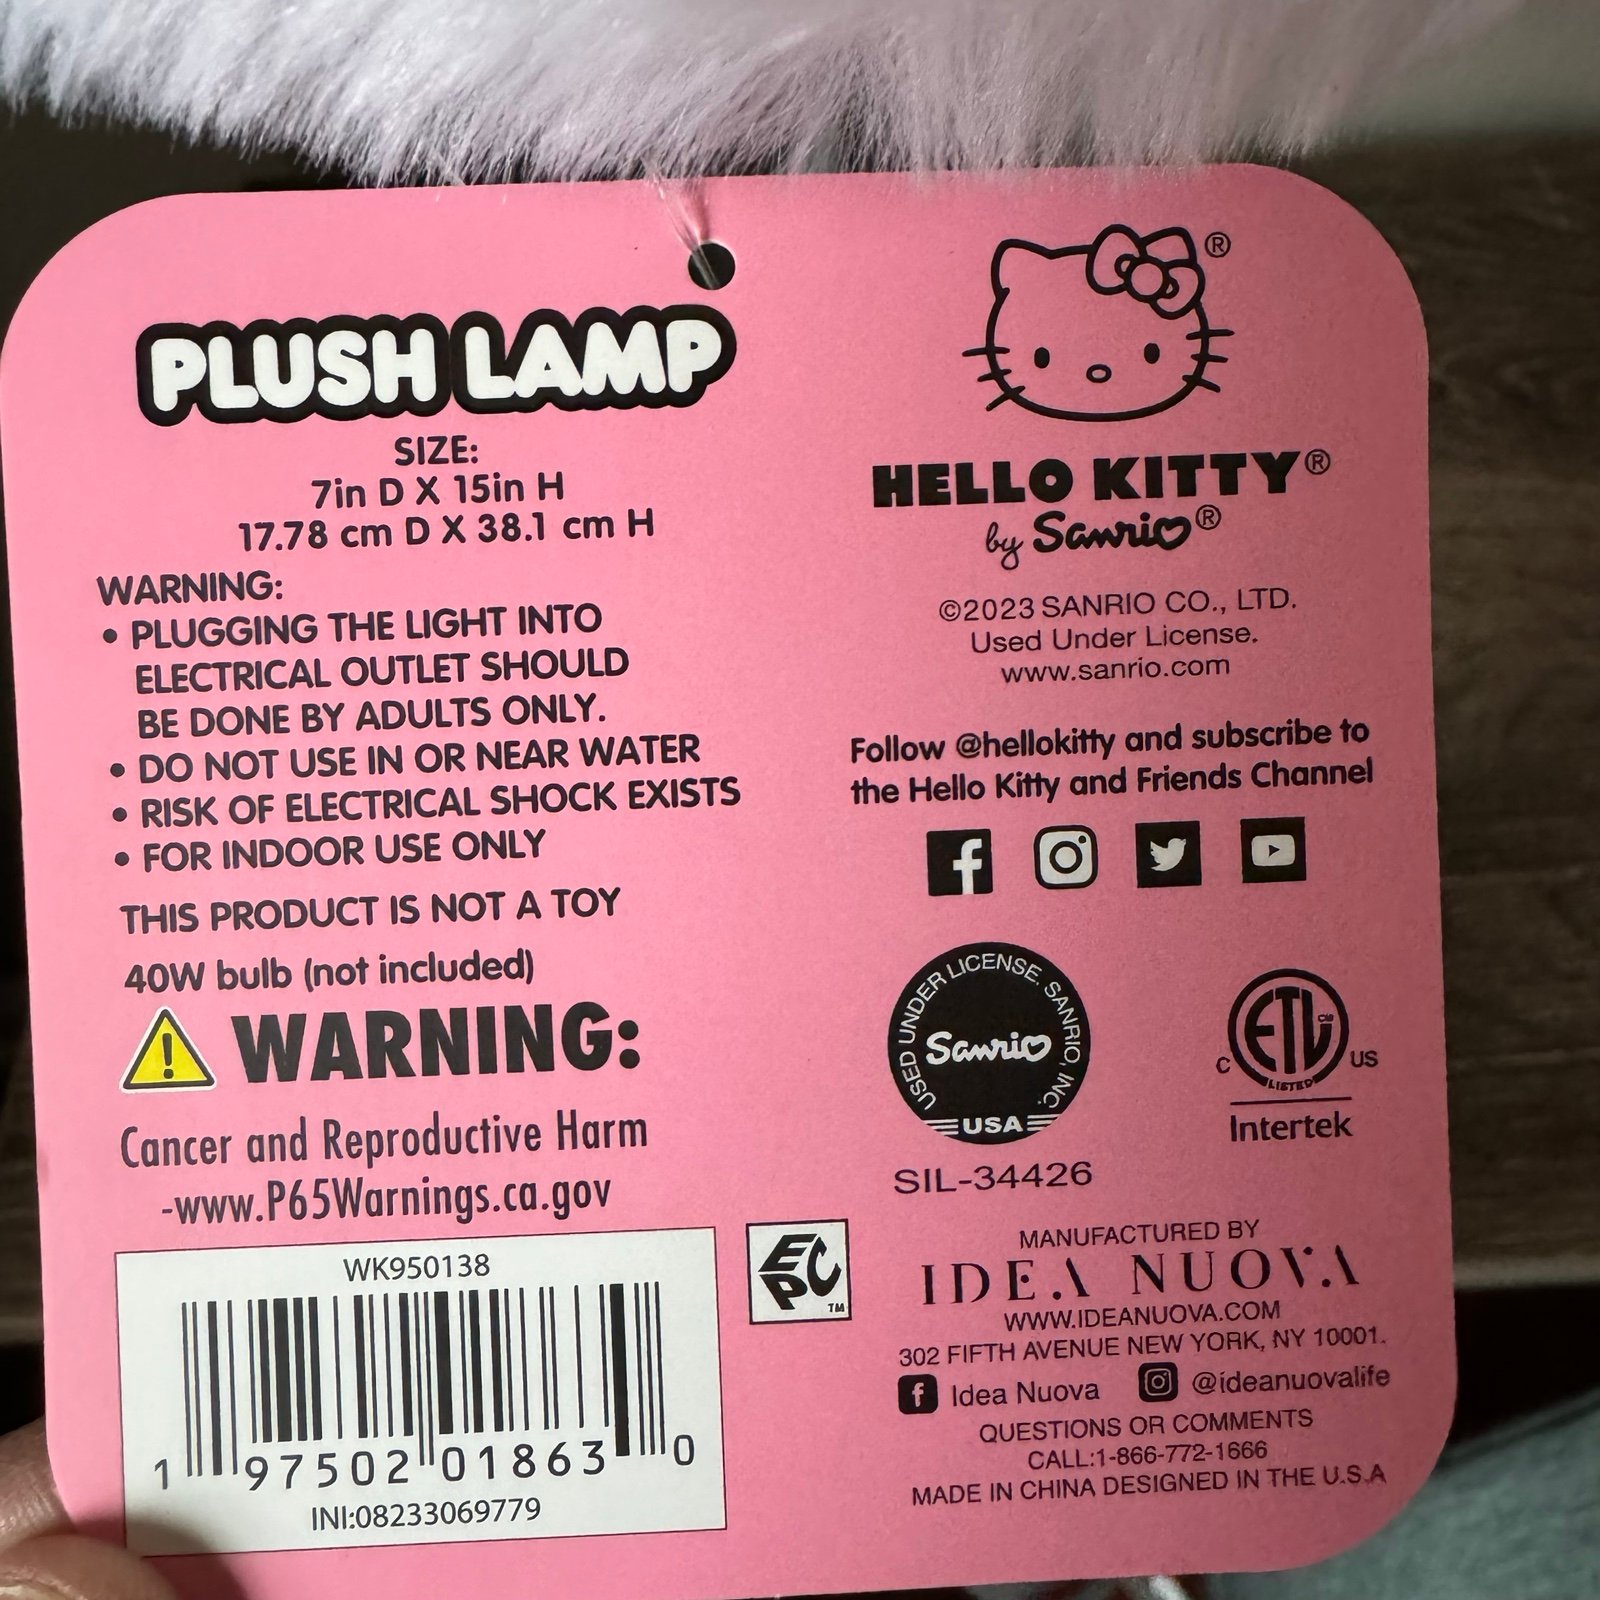 PLUSH LAMP
SIZE:
7in D X 15in H
17.78 cm D X 38.1 cm H
WARNING:
• PLUGGING THE LIGHT INTO
ELECTRICAL OUTLET SHOULD
BE DONE BY ADULTS ONLY.
• DO NOT USE IN OR NEAR WATER
• RISK OF ELECTRICAL SHOCK EXISTS
• FOR INDOOR USE ONLY
THIS PRODUCT IS NOT A TOY
40W bulb (not included)
WARNING:
Cancer and Reproductive Harm
-www.P65Warnings.ca.gov
WK950138
1 97502 01863 0
INI:08233069779
EPC™
®
HELLO KITTY®
by Sanrio®
©2023 SANRIO CO., LTD.
Used Under License.
www.sanrio.com
Follow @hellokitty and subscribe to
the Hello Kitty and Friends Channel
USED UNDER LICENSE. SANRIO, INC.
Sanrio
USA
SIL-34426
C ETL CM US
LISTED
Intertek
MANUFACTURED BY
IDEA NUOVA
WWW.IDEANUOVA.COM
302 FIFTH AVENUE NEW YORK, NY 10001.
Idea Nuova @ideanuovalife
QUESTIONS OR COMMENTS
CALL:1-866-772-1666
MADE IN CHINA DESIGNED IN THE U.S.A